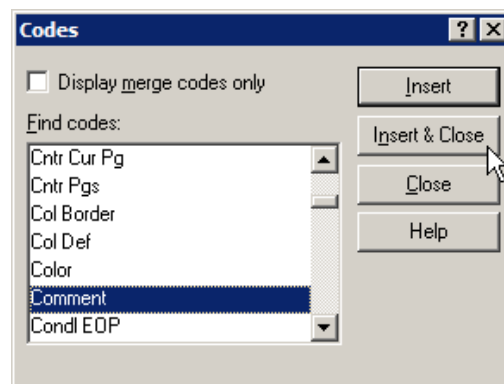 Codes
Display merge codes only
Find codes:
Cntr Cur Pg
Cntr Pgs
Col Border
Col Def
Color
Comment
Condl EOP
Insert
Insert & Close
Close
Help